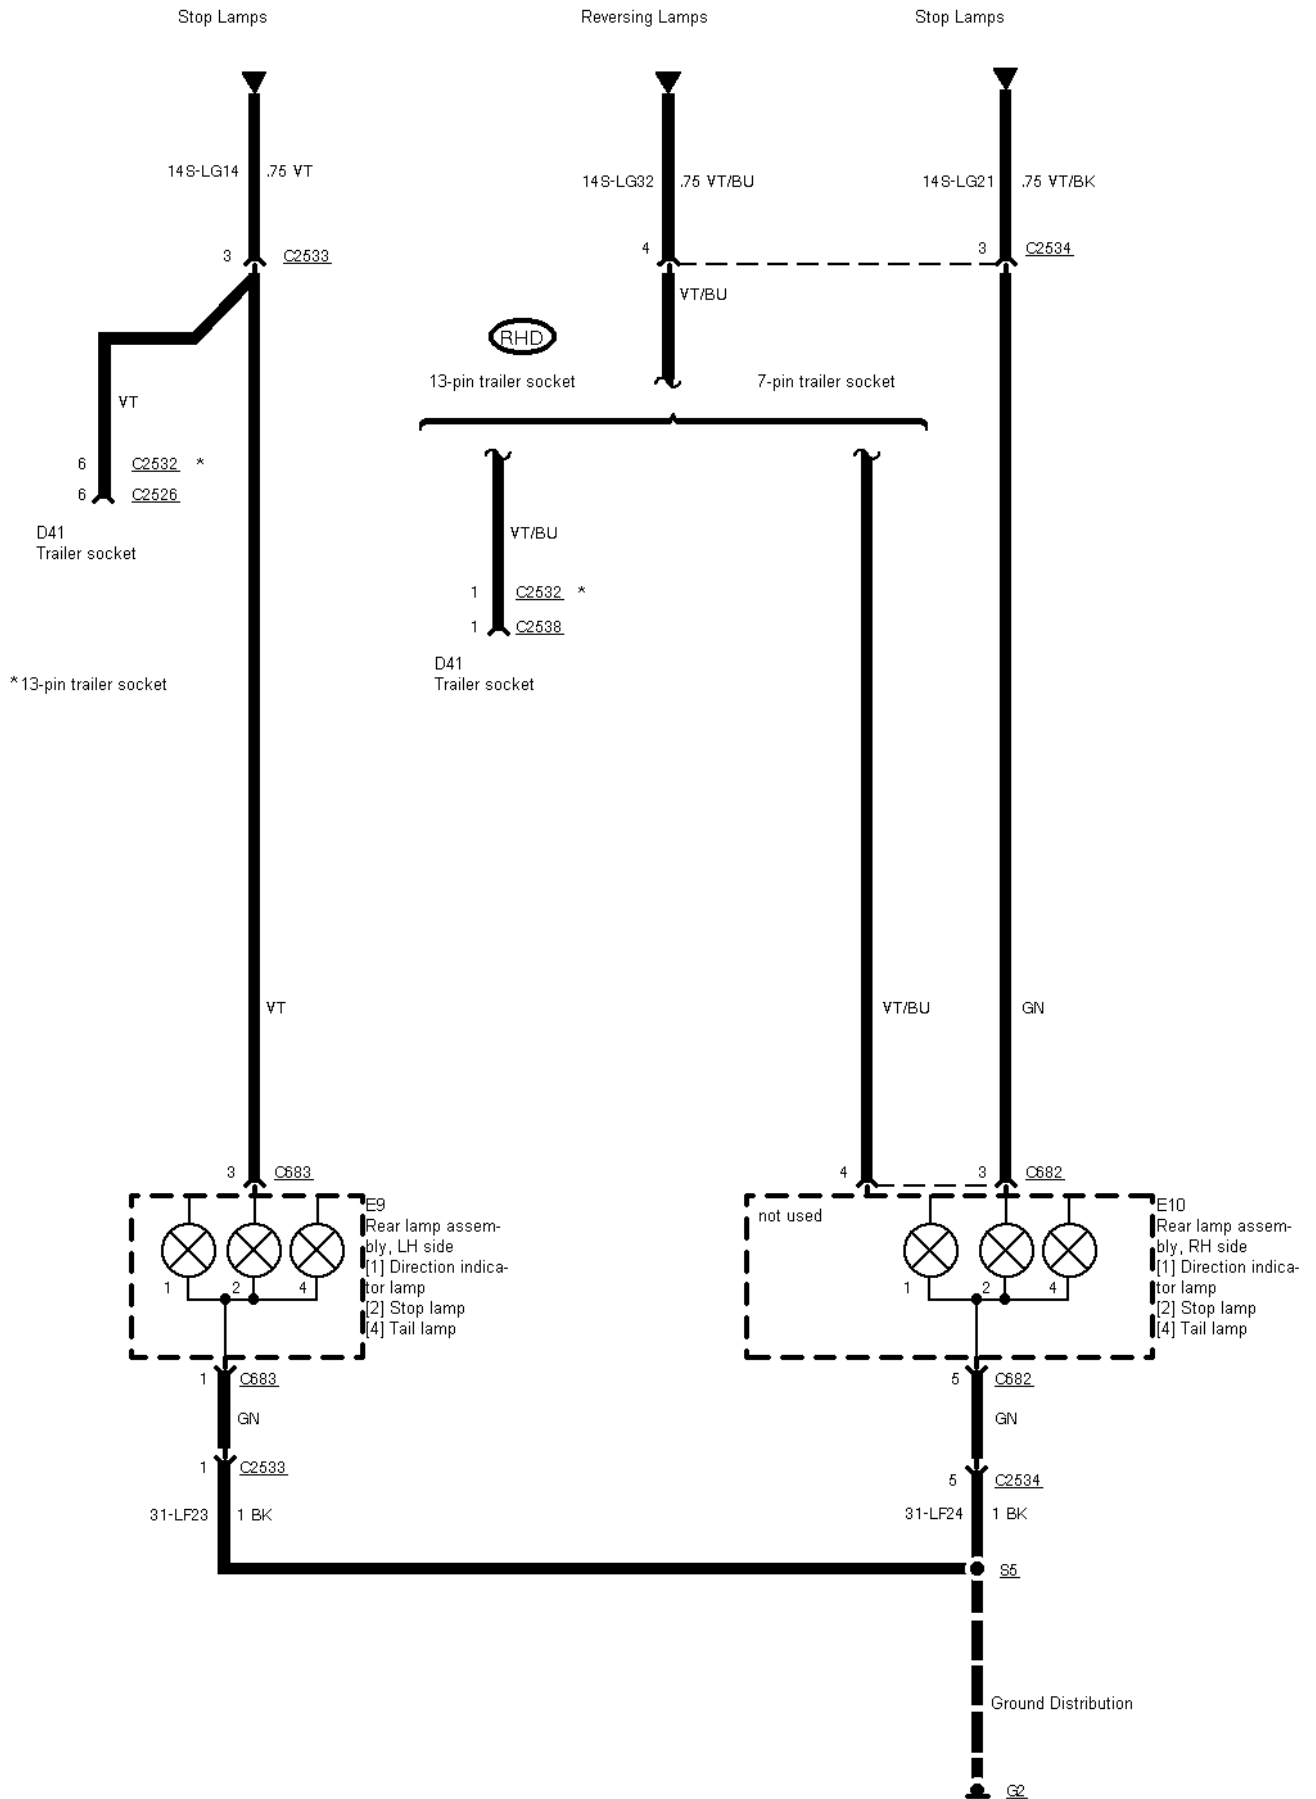 Stop Lamps
Reversing Lamps
Stop Lamps
14S-LG14 .75 VT
14S-LG32 .75 VT/BU
14S-LG21 .75 VT/BK
3 C2533
4
3 C2534
VT/BU
RHD
13-pin trailer socket
7-pin trailer socket
VT
6 C2532 *
6 C2526
D41
Trailer socket
VT/BU
1 C2532 *
1 C2538
D41
Trailer socket
*13-pin trailer socket
VT
VT/BU
GN
3 C683
4
3 C682
E9
Rear lamp assem-
bly, LH side
[1] Direction indica-
tor lamp
[2] Stop lamp
[4] Tail lamp
1 2 4
not used
E10
Rear lamp assem-
bly, RH side
[1] Direction indica-
tor lamp
[2] Stop lamp
[4] Tail lamp
1 2 4
1 C683
5 C682
GN
GN
1 C2533
5 C2534
31-LF23 1 BK
31-LF24 1 BK
S5
Ground Distribution
G2